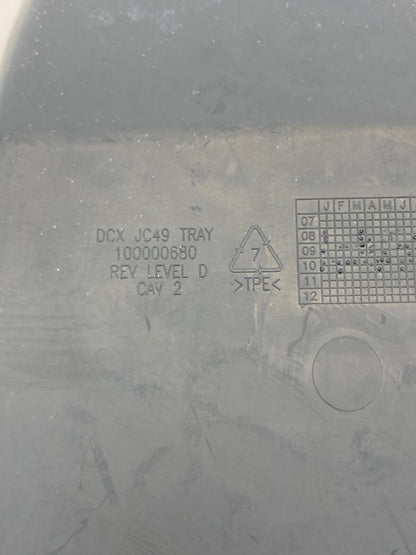 DCX JC49 TRAY
100000680
REV LEVEL D
CAV 2
7
>TPE<
J F M A M J
07
08
09
10
11
12